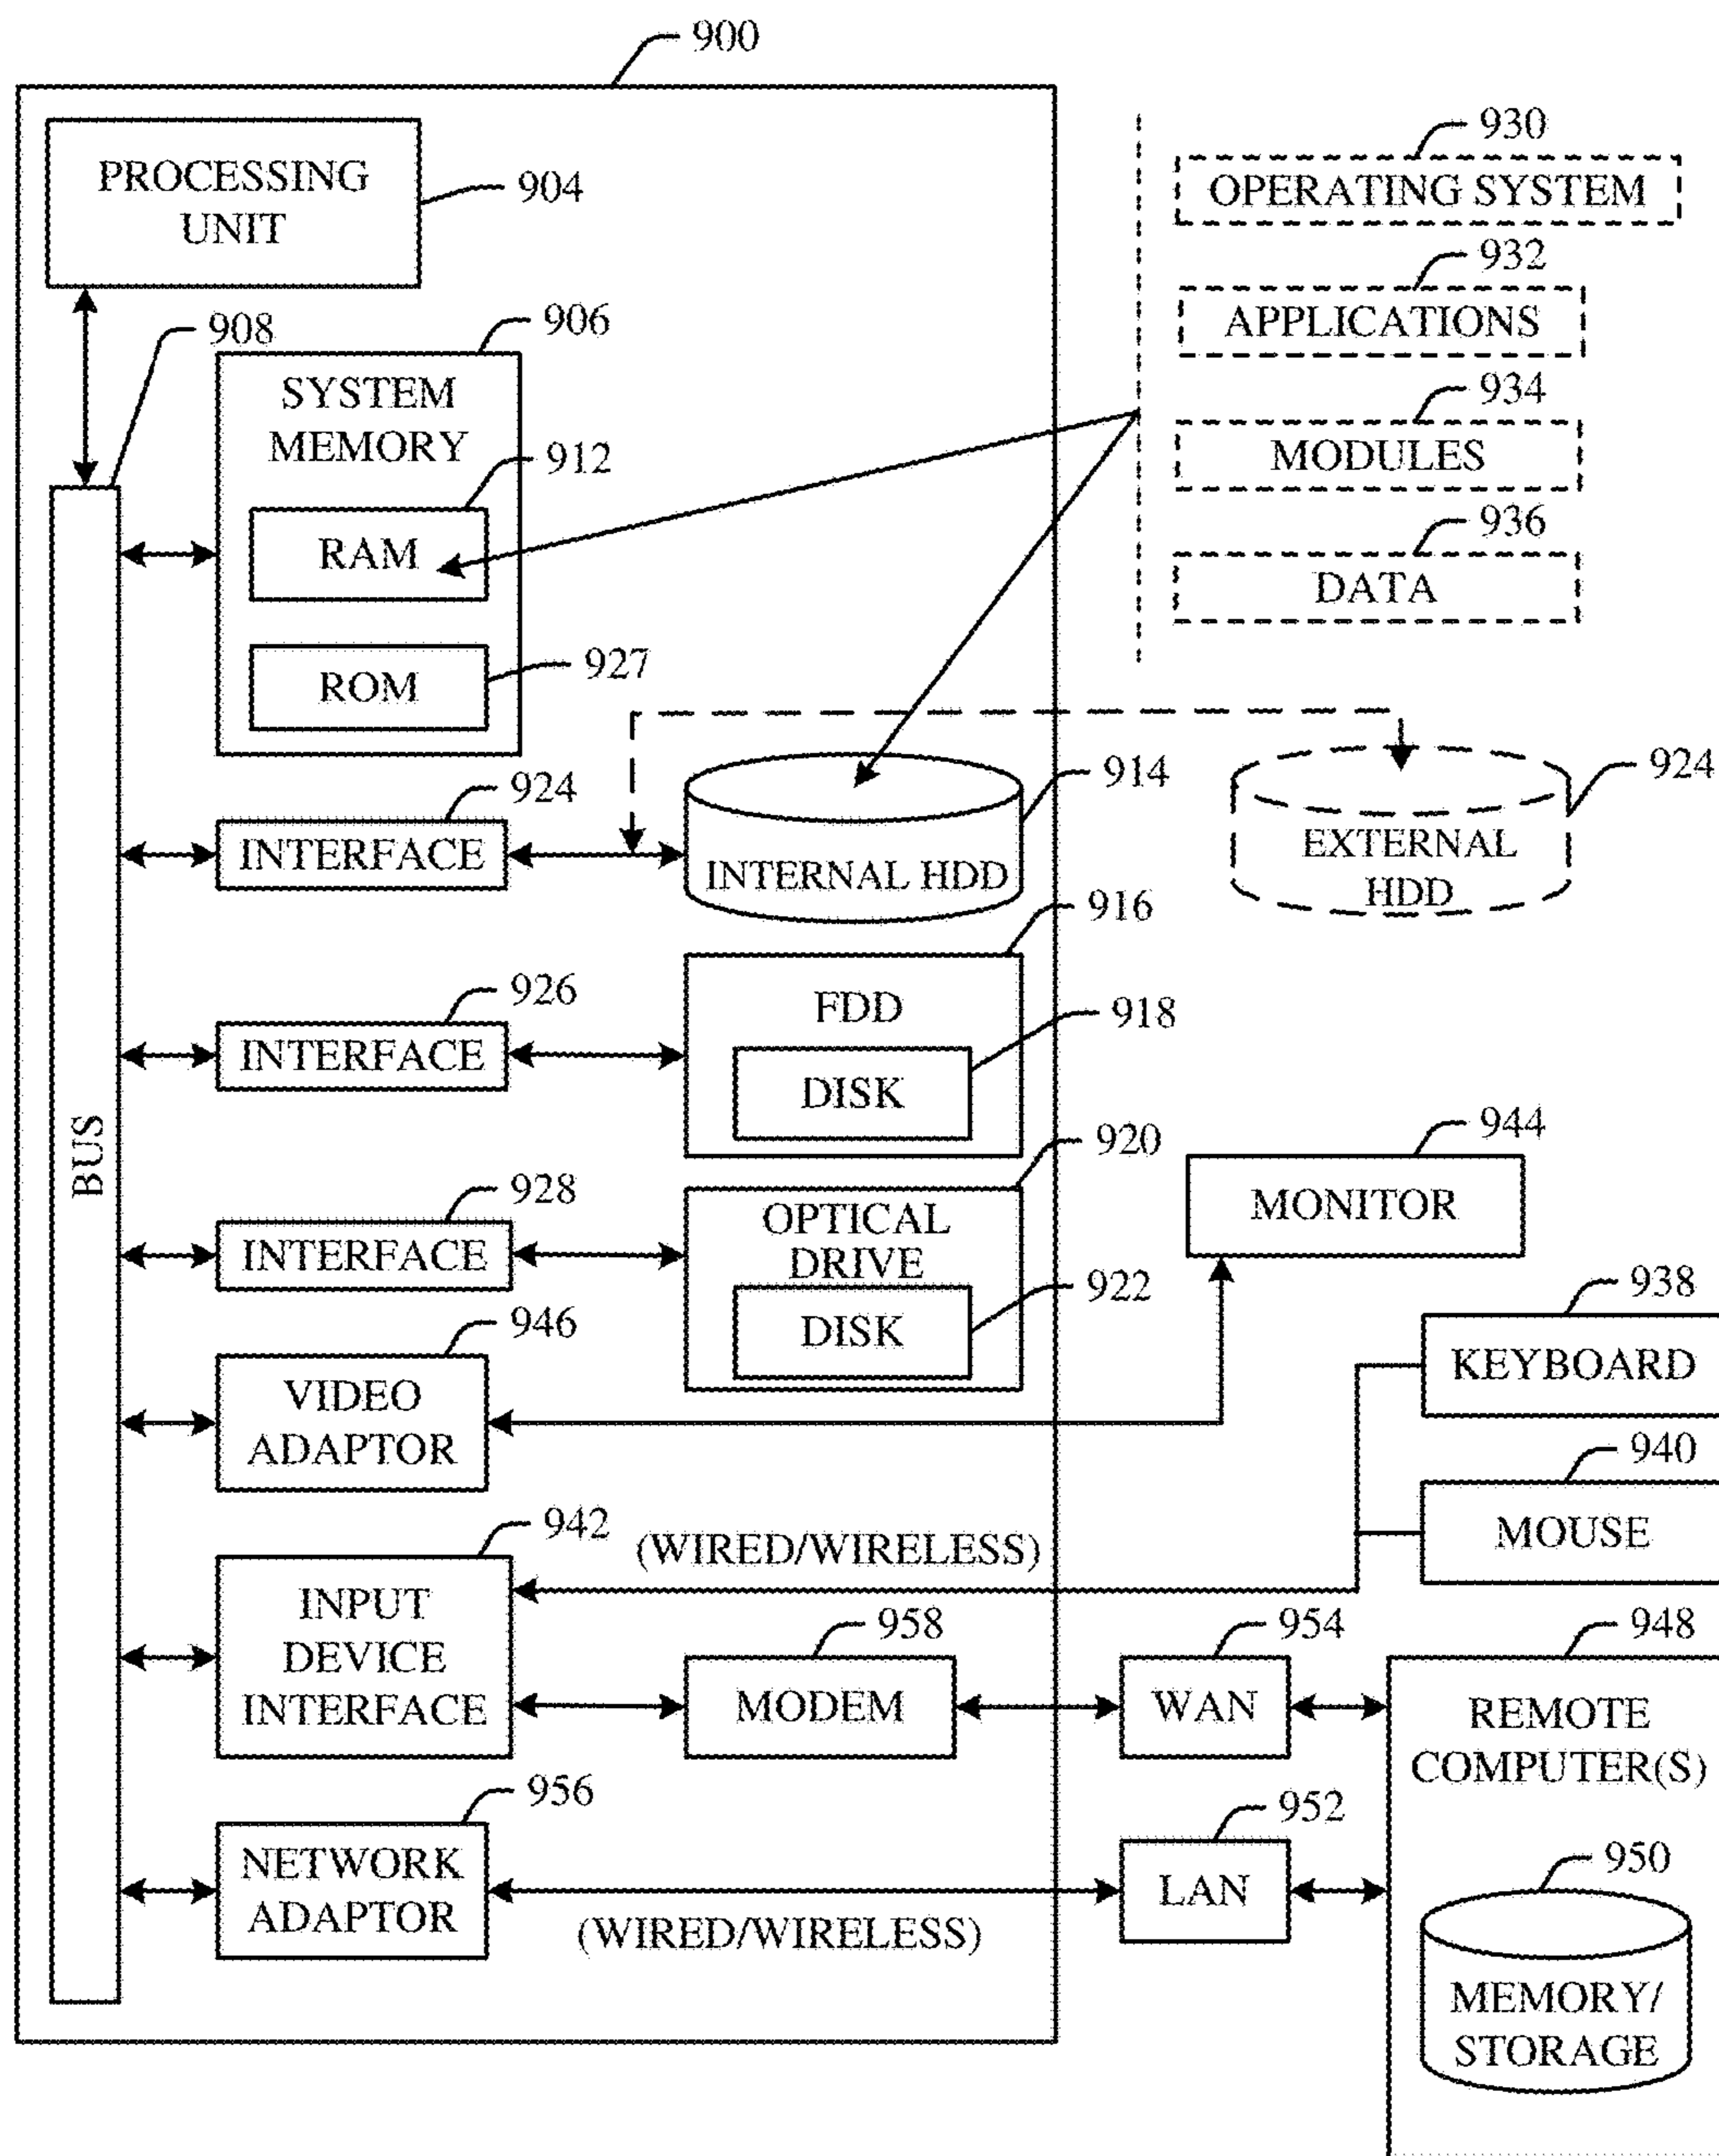 900
PROCESSING
UNIT
904
908
906
SYSTEM
MEMORY
912
RAM
ROM
927
930
OPERATING SYSTEM
932
APPLICATIONS
934
MODULES
936
DATA
924
INTERFACE
914
INTERNAL HDD
924
EXTERNAL
HDD
926
INTERFACE
916
FDD
918
DISK
BUS
928
INTERFACE
920
OPTICAL
DRIVE
922
DISK
944
MONITOR
946
VIDEO
ADAPTOR
938
KEYBOARD
940
MOUSE
942
(WIRED/WIRELESS)
INPUT
DEVICE
INTERFACE
958
MODEM
954
WAN
948
REMOTE
COMPUTER(S)
956
NETWORK
ADAPTOR
(WIRED/WIRELESS)
952
LAN
950
MEMORY/
STORAGE